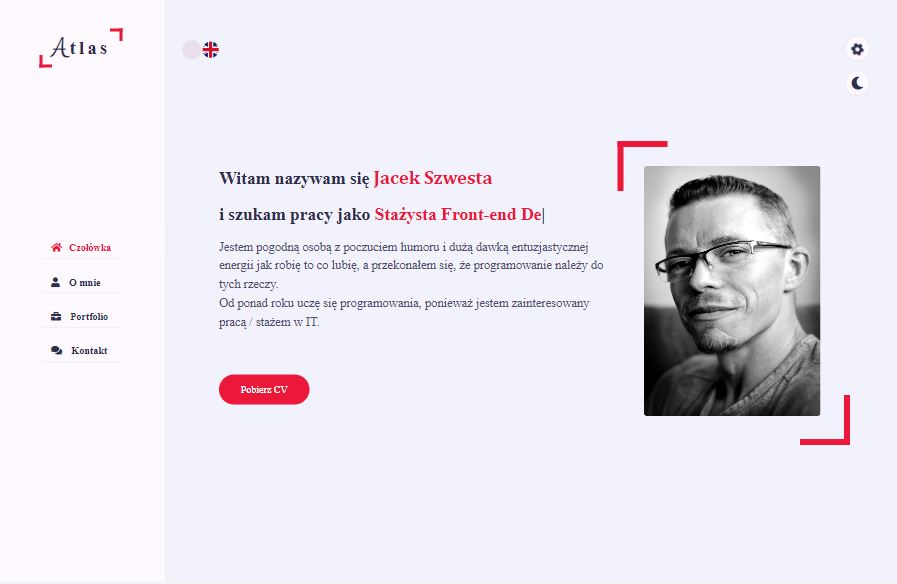 Atlas
Czołówka
O mnie
Portfolio
Kontakt
Witam nazywam się Jacek Szwesta
i szukam pracy jako Stażysta Front-end De|
Jestem pogodną osobą z poczuciem humoru i dużą dawką entuzjastycznej
energii jak robię to co lubię, a przekonałem się, że programowanie należy do
tych rzeczy.
Od ponad roku uczę się programowania, ponieważ jestem zainteresowany
pracą / stażem w IT.
Pobierz CV